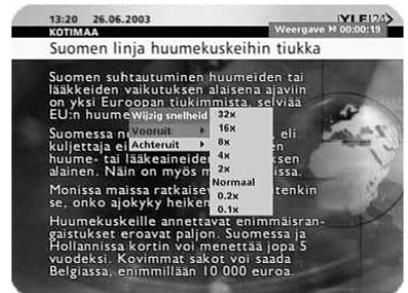 13:20 26.06.2003
YLE24
KOTIMAA
Weergave 00:00:19
Suomen linja huumekuskeihin tiukka
Suomen suhtautuminen huumeiden tai
lääkkeiden vaikutuksen alaisena ajaviin
on yksi Euroopan tiukimmista, selviää
EU:n huume
Wijzig snelheid
32x
Vooruit
16x
Achteruit
8x
4x
2x
Normaal
0.2x
0.1x
Suomessa eli
kuljettaja ei
huume- tai lääkeaineiden sen
alainen. Näin on myös m issa.
Monissa maissa ratkaisev tenkin
se, onko ajokyky heiken
Huumekuskeille annettavat enimmäisran-
gaistukset eroavat paljon. Suomessa ja
Hollannissa kortin voi menettää jopa 5
vuodeksi. Kovimmat sakot voi saada
Belgiassa, enimmillään 10 000 euroa.